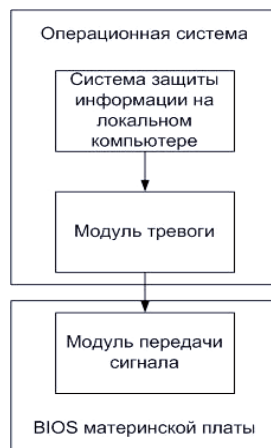 Операционная система
Система защиты
информации на
локальном
компьютере
Модуль тревоги
Модуль передачи
сигнала
BIOS материнской платы